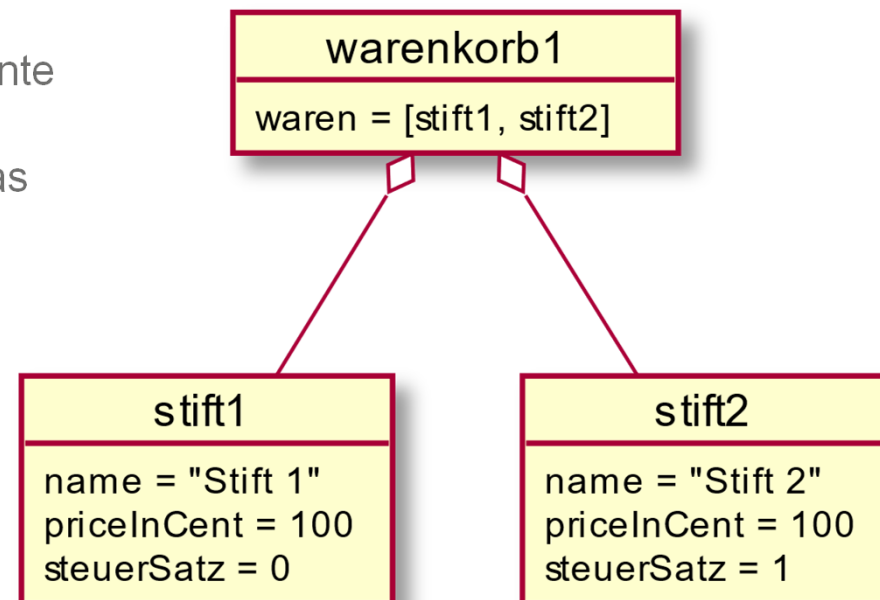 warenkorb1
waren = [stift1, stift2]
stift1
name = "Stift 1"
priceInCent = 100
steuerSatz = 0
stift2
name = "Stift 2"
priceInCent = 100
steuerSatz = 1